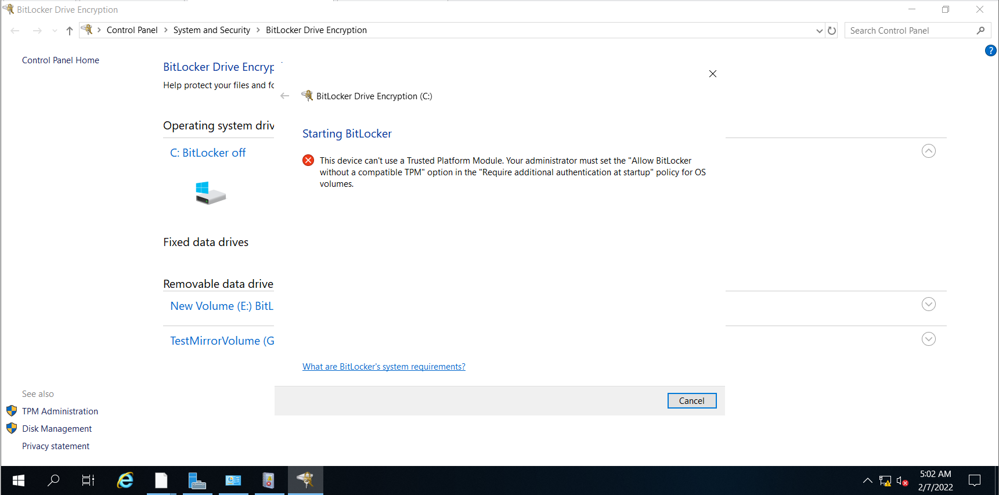 BitLocker Drive Encryption
Control Panel > System and Security > BitLocker Drive Encryption
Search Control Panel
?
Control Panel Home
BitLocker Drive Encryp
Help protect your files and fo
Operating system driv
C: BitLocker off
Fixed data drives
Removable data drive
New Volume (E:) BitL
TestMirrorVolume (G
See also
TPM Administration
Disk Management
Privacy statement
BitLocker Drive Encryption (C:)
Starting BitLocker
This device can't use a Trusted Platform Module. Your administrator must set the "Allow BitLocker
without a compatible TPM" option in the "Require additional authentication at startup" policy for OS
volumes.
What are BitLocker's system requirements?
Cancel
5:02 AM
2/7/2022